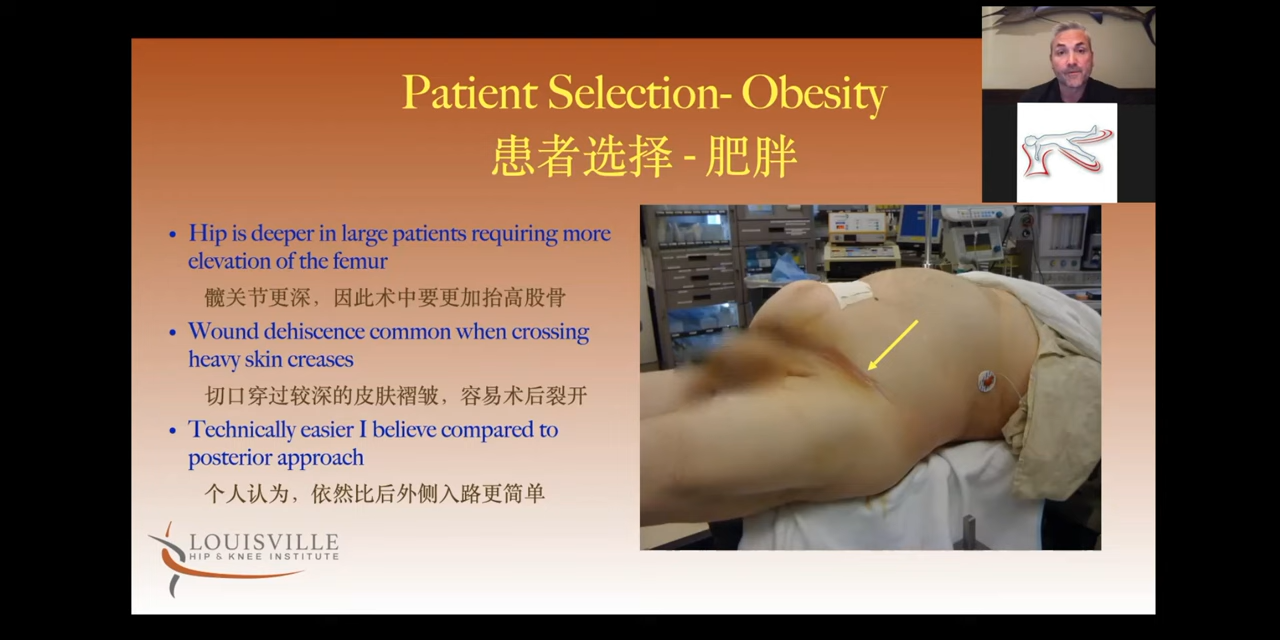 Patient Selection- Obesity
患者选择 - 肥胖
• Hip is deeper in large patients requiring more
elevation of the femur
髋关节更深，因此术中要更加抬高股骨
• Wound dehiscence common when crossing
heavy skin creases
切口穿过较深的皮肤褶皱，容易术后裂开
• Technically easier I believe compared to
posterior approach
个人认为，依然比后外侧入路更简单
LOUISVILLE
HIP & KNEE INSTITUTE